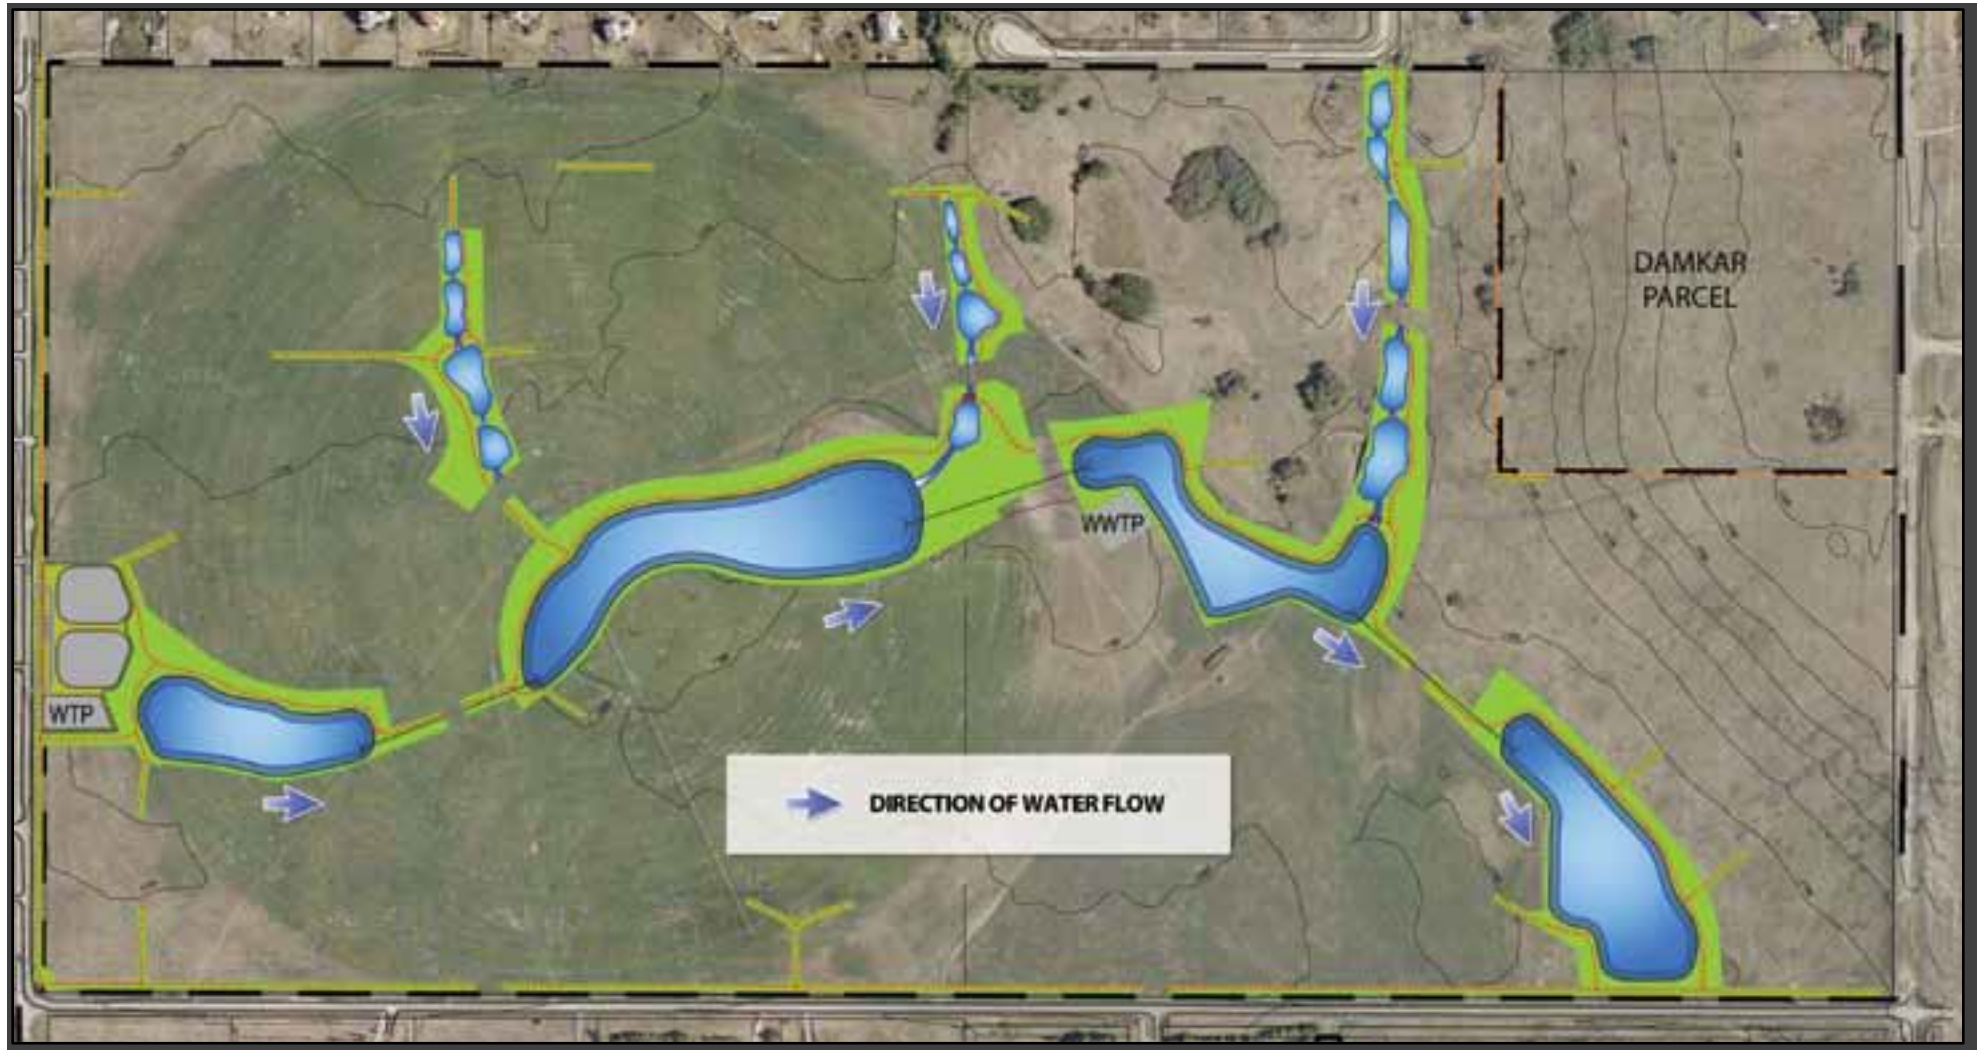 DAMKAR
PARCEL
WWTP
WTP
DIRECTION OF WATER FLOW